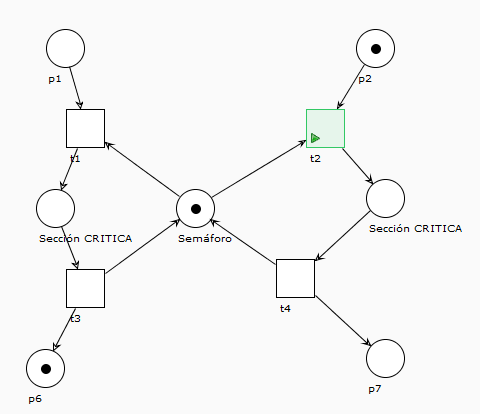 p1
p2
t1
t2
Sección CRITICA
Semáforo
Sección CRITICA
t3
t4
p6
p7